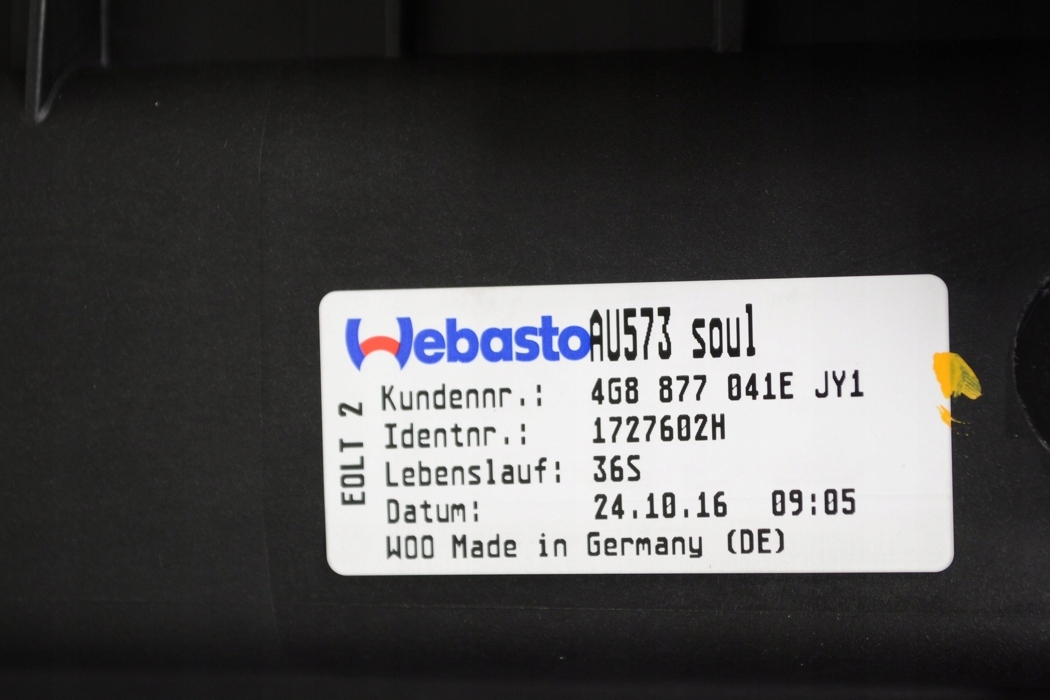 Webasto AU573 soul
Kundennr.: 4G8 877 041E JY1
Identnr.: 1727602H
Lebenslauf: 36S
Datum: 24.10.16 09:05
WOO Made in Germany (DE)
EOLT 2